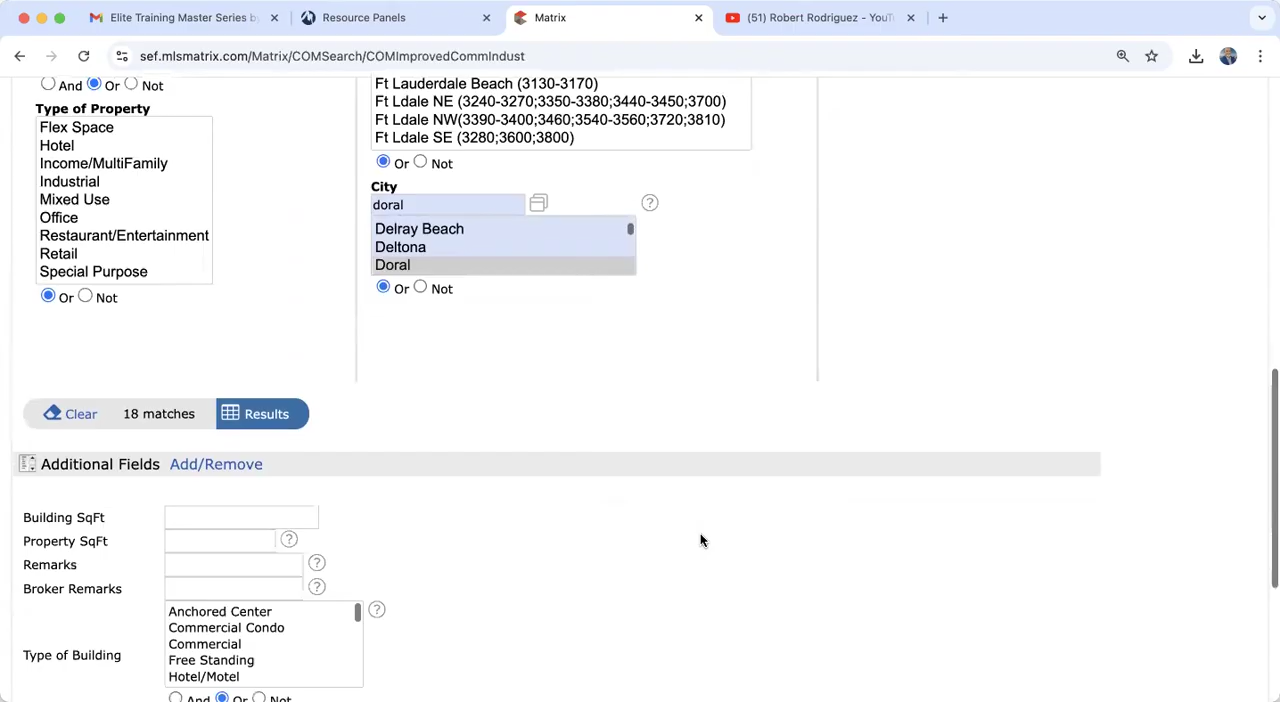 Elite Training Master Series by
Resource Panels
Matrix
(51) Robert Rodriguez - YouT
sef.mlsmatrix.com/Matrix/COMSearch/COMImprovedCommIndust
And Or Not
Type of Property
Flex Space
Hotel
Income/MultiFamily
Industrial
Mixed Use
Office
Restaurant/Entertainment
Retail
Special Purpose
Or Not
Ft Lauderdale Beach (3130-3170)
Ft Ldale NE (3240-3270;3350-3380;3440-3450;3700)
Ft Ldale NW(3390-3400;3460;3540-3560;3720;3810)
Ft Ldale SE (3280;3600;3800)
Or Not
City
doral
Delray Beach
Deltona
Doral
Or Not
Clear 18 matches Results
Additional Fields Add/Remove
Building SqFt
Property SqFt
Remarks
Broker Remarks
Type of Building
Anchored Center
Commercial Condo
Commercial
Free Standing
Hotel/Motel
And Or Not